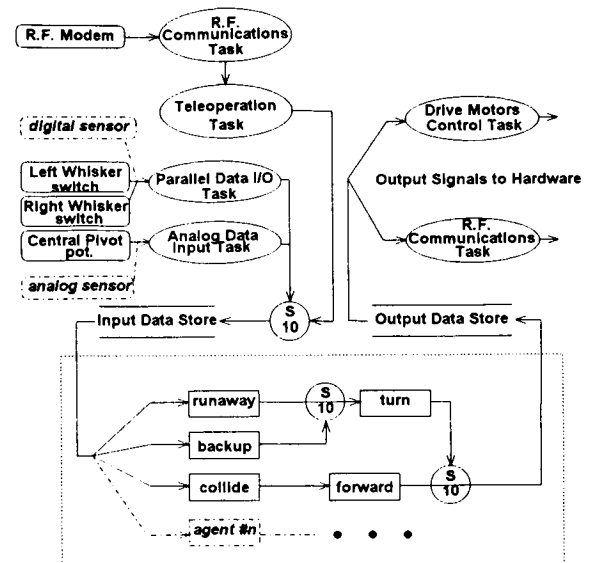 R.F. Modem
R.F.
Communications
Task
Teleoperation
Task
digital sensor
Left Whisker
switch
Right Whisker
switch
Parallel Data I/O
Task
Central Pivot
pot.
Analog Data
Input Task
analog sensor
Drive Motors
Control Task
Output Signals to Hardware
R.F.
Communications
Task
Input Data Store
S
10
Output Data Store
runaway
S
10
turn
backup
collide
forward
S
10
agent #n